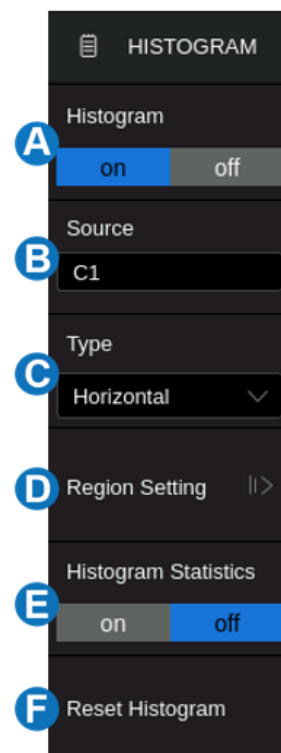 HISTOGRAM
Histogram
A
on off
Source
B
C1
Type
C
Horizontal
D Region Setting
Histogram Statistics
E
on off
F Reset Histogram